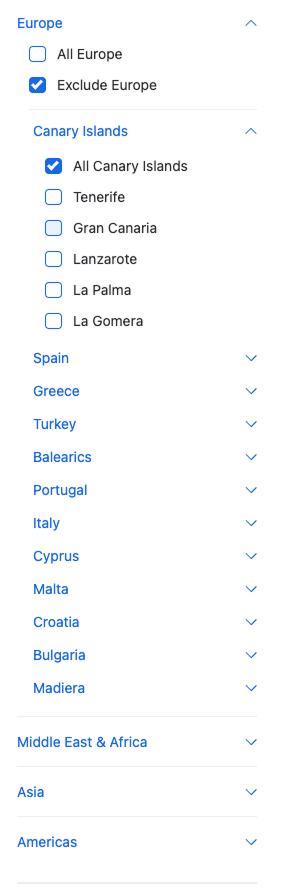 Europe
All Europe
Exclude Europe
Canary Islands
All Canary Islands
Tenerife
Gran Canaria
Lanzarote
La Palma
La Gomera
Spain
Greece
Turkey
Balearics
Portugal
Italy
Cyprus
Malta
Croatia
Bulgaria
Madiera
Middle East & Africa
Asia
Americas